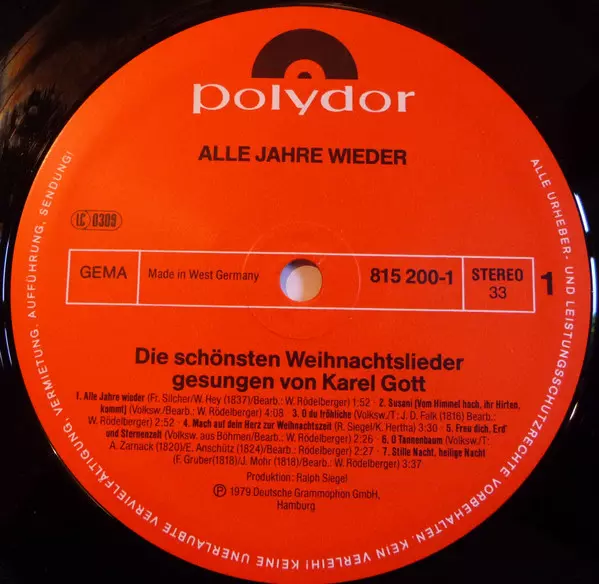 polydor
ALLE JAHRE WIEDER
LC 0309
GEMA
Made in West Germany
815 200-1
STEREO
33
1
Die schönsten Weihnachtslieder
gesungen von Karel Gott
1. Alle Jahre wieder (Fr. Silcher/W. Hey (1837)/Bearb.: W. Rödelberger) 1:52 - 2. Susani (Vom Himmel hoch, ihr Hirten,
kommt) (Volksw./Bearb.: W. Rödelberger) 4:08 - 3. O du fröhliche (Volksw./T.: J. D. Falk (1816) Bearb.:
W. Rödelberger) 2:52 - 4. Mach auf dein Herz zur Weihnachtszeit (R. Siegel/K. Hertha) 3:30 - 5. Freu dich, Erd'
und Sternenzelt (Volksw. aus Böhmen/Bearb.: W. Rödelberger) 2:26 - 6. O Tannenbaum (Volksw./T:
A. Zarnack (1820)/E. Anschütz (1824)/Bearb.: W. Rödelberger) 2:27 - 7. Stille Nacht, heilige Nacht
(F. Gruber(1818)/J. Mohr (1818)/Bearb.: W. Rödelberger) 3:37
Produktion: Ralph Siegel
Ⓟ 1979 Deutsche Grammophon GmbH,
Hamburg
ALLE URHEBER- UND LEISTUNGSSCHUTZRECHTE VORBEHALTEN. KEIN VERLEIH! KEINE UNERLAUBTE VERVIELFÄLTIGUNG, VERMIETUNG, AUFFÜHRUNG, SENDUNG!